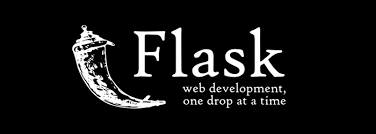 Flask
web development,
one drop at a time